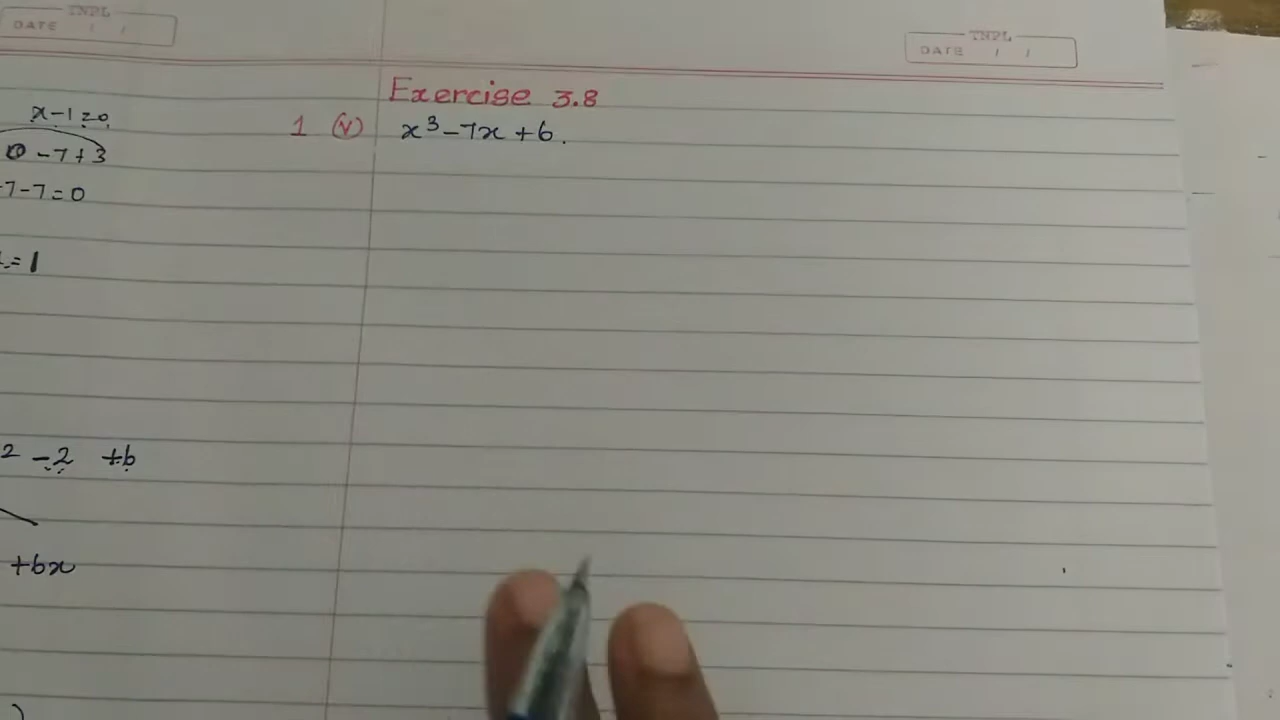 TNPL
DATE / /
x-1=0
-7+3
7-7=0
=1
2 -2 +6
+6x
)
TNPL
DATE / /
Exercise 3.8
1 (v) x³-7x+6.